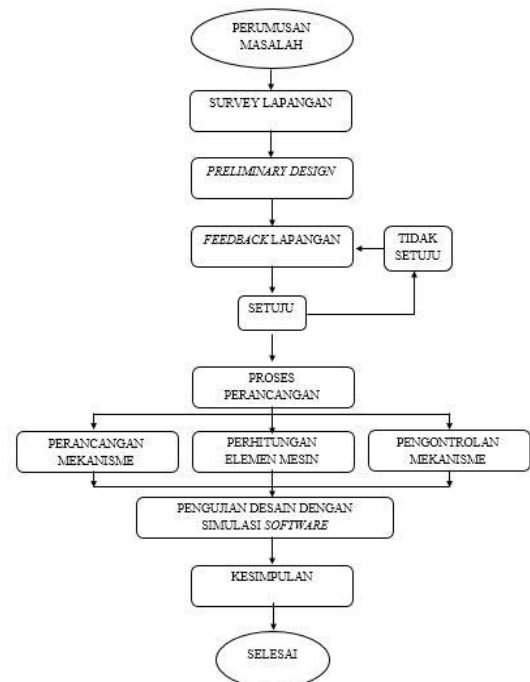 PERUMUSAN
MASALAH
SURVEY LAPANGAN
PRELIMINARY DESIGN
FEEDBACK LAPANGAN
TIDAK
SETUJU
SETUJU
PROSES
PERANCANGAN
PERANCANGAN
MEKANISME
PERHITUNGAN
ELEMEN MESIN
PENGONTROLAN
MEKANISME
PENGUJIAN DESAIN DENGAN
SIMULASI SOFTWARE
KESIMPULAN
SELESAI